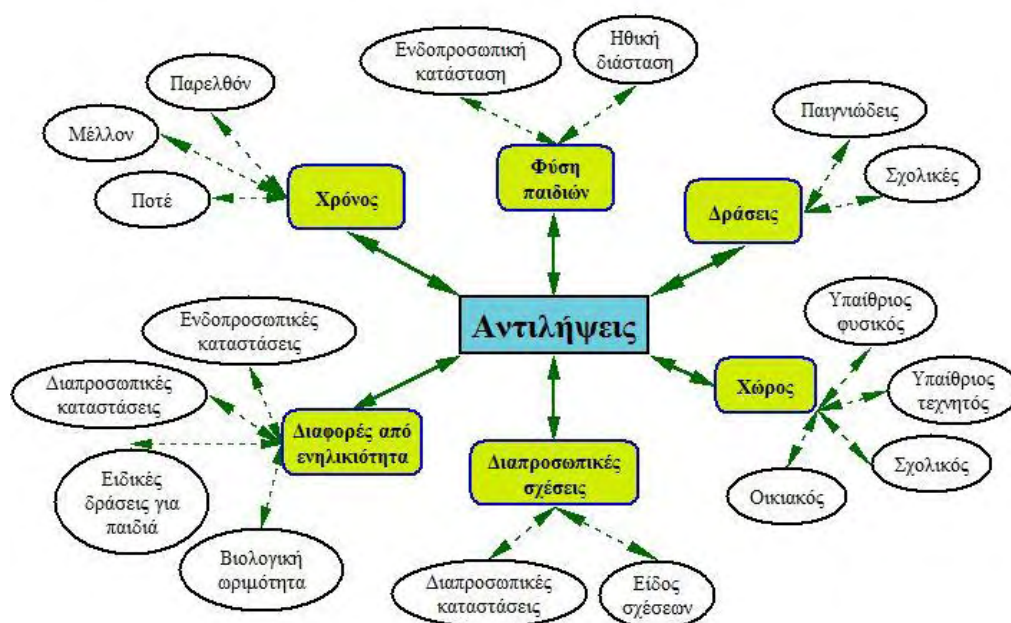 Ενδοπροσωπική
κατάσταση
Ηθική
διάσταση
Παρελθόν
Μέλλον
Ποτέ
Χρόνος
Φύση
παιδιών
Παιγνιώδεις
Σχολικές
Δράσεις
Αντιλήψεις
Ενδοπροσωπικές
καταστάσεις
Διαπροσωπικές
καταστάσεις
Ειδικές
δράσεις για
παιδιά
Βιολογική
ωριμότητα
Διαφορές από
ενηλικιότητα
Διαπροσωπικές
σχέσεις
Διαπροσωπικές
καταστάσεις
Είδος
σχέσεων
Χώρος
Υπαίθριος
φυσικός
Υπαίθριος
τεχνητός
Σχολικός
Οικιακός